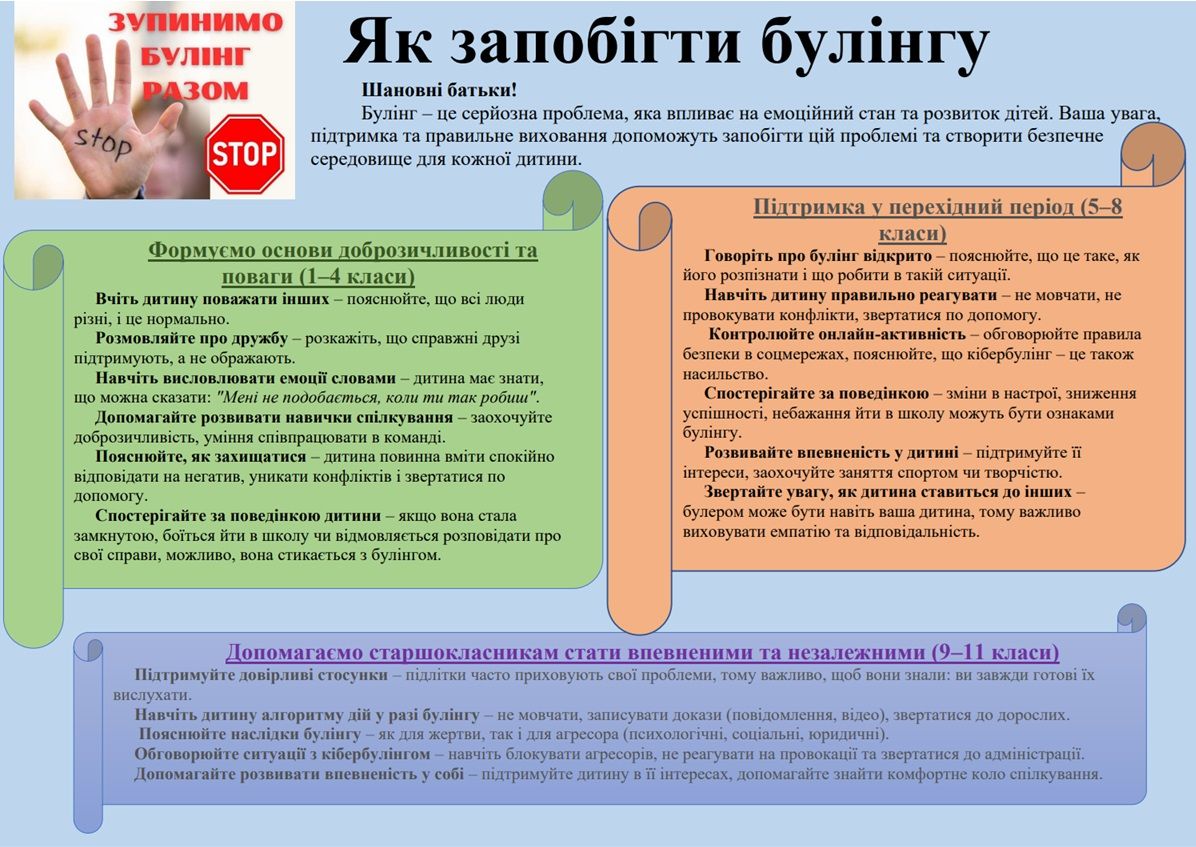 ЗУПИНИМО
БУЛІНГ
РАЗОМ
stop
STOP
Як запобігти булінгу
Шановні батьки!
Булінг – це серйозна проблема, яка впливає на емоційний стан та розвиток дітей. Ваша увага,
підтримка та правильне виховання допоможуть запобігти цій проблемі та створити безпечне
середовище для кожної дитини.
Формуємо основи доброзичливості та
поваги (1–4 класи)
Вчіть дитину поважати інших – пояснюйте, що всі люди
різні, і це нормально.
Розмовляйте про дружбу – розкажіть, що справжні друзі
підтримують, а не ображають.
Навчіть висловлювати емоції словами – дитина має знати,
що можна сказати: "Мені не подобається, коли ти так робиш".
Допомагайте розвивати навички спілкування – заохочуйте
доброзичливість, уміння співпрацювати в команді.
Пояснюйте, як захищатися – дитина повинна вміти спокійно
відповідати на негатив, уникати конфліктів і звертатися по
допомогу.
Спостерігайте за поведінкою дитини – якщо вона стала
замкнутою, боїться йти в школу чи відмовляється розповідати про
свої справи, можливо, вона стикається з булінгом.
Підтримка у перехідний період (5–8
класи)
Говоріть про булінг відкрито – пояснюйте, що це таке, як
його розпізнати і що робити в такій ситуації.
Навчіть дитину правильно реагувати – не мовчати, не
провокувати конфлікти, звертатися по допомогу.
Контролюйте онлайн-активність – обговорюйте правила
безпеки в соцмережах, пояснюйте, що кібербулінг – це також
насильство.
Спостерігайте за поведінкою – зміни в настрої, зниження
успішності, небажання йти в школу можуть бути ознаками
булінгу.
Розвивайте впевненість у дитині – підтримуйте її
інтереси, заохочуйте заняття спортом чи творчістю.
Звертайте увагу, як дитина ставиться до інших –
булером може бути навіть ваша дитина, тому важливо
виховувати емпатію та відповідальність.
Допомагаємо старшокласникам стати впевненими та незалежними (9–11 класи)
Підтримуйте довірливі стосунки – підлітки часто приховують свої проблеми, тому важливо, щоб вони знали: ви завжди готові їх
вислухати.
Навчіть дитину алгоритму дій у разі булінгу – не мовчати, записувати докази (повідомлення, відео), звертатися до дорослих.
Пояснюйте наслідки булінгу – як для жертви, так і для агресора (психологічні, соціальні, юридичні).
Обговорюйте ситуації з кібербулінгом – навчіть блокувати агресорів, не реагувати на провокації та звертатися до адміністрації.
Допомагайте розвивати впевненість у собі – підтримуйте дитину в її інтересах, допомагайте знайти комфортне коло спілкування.